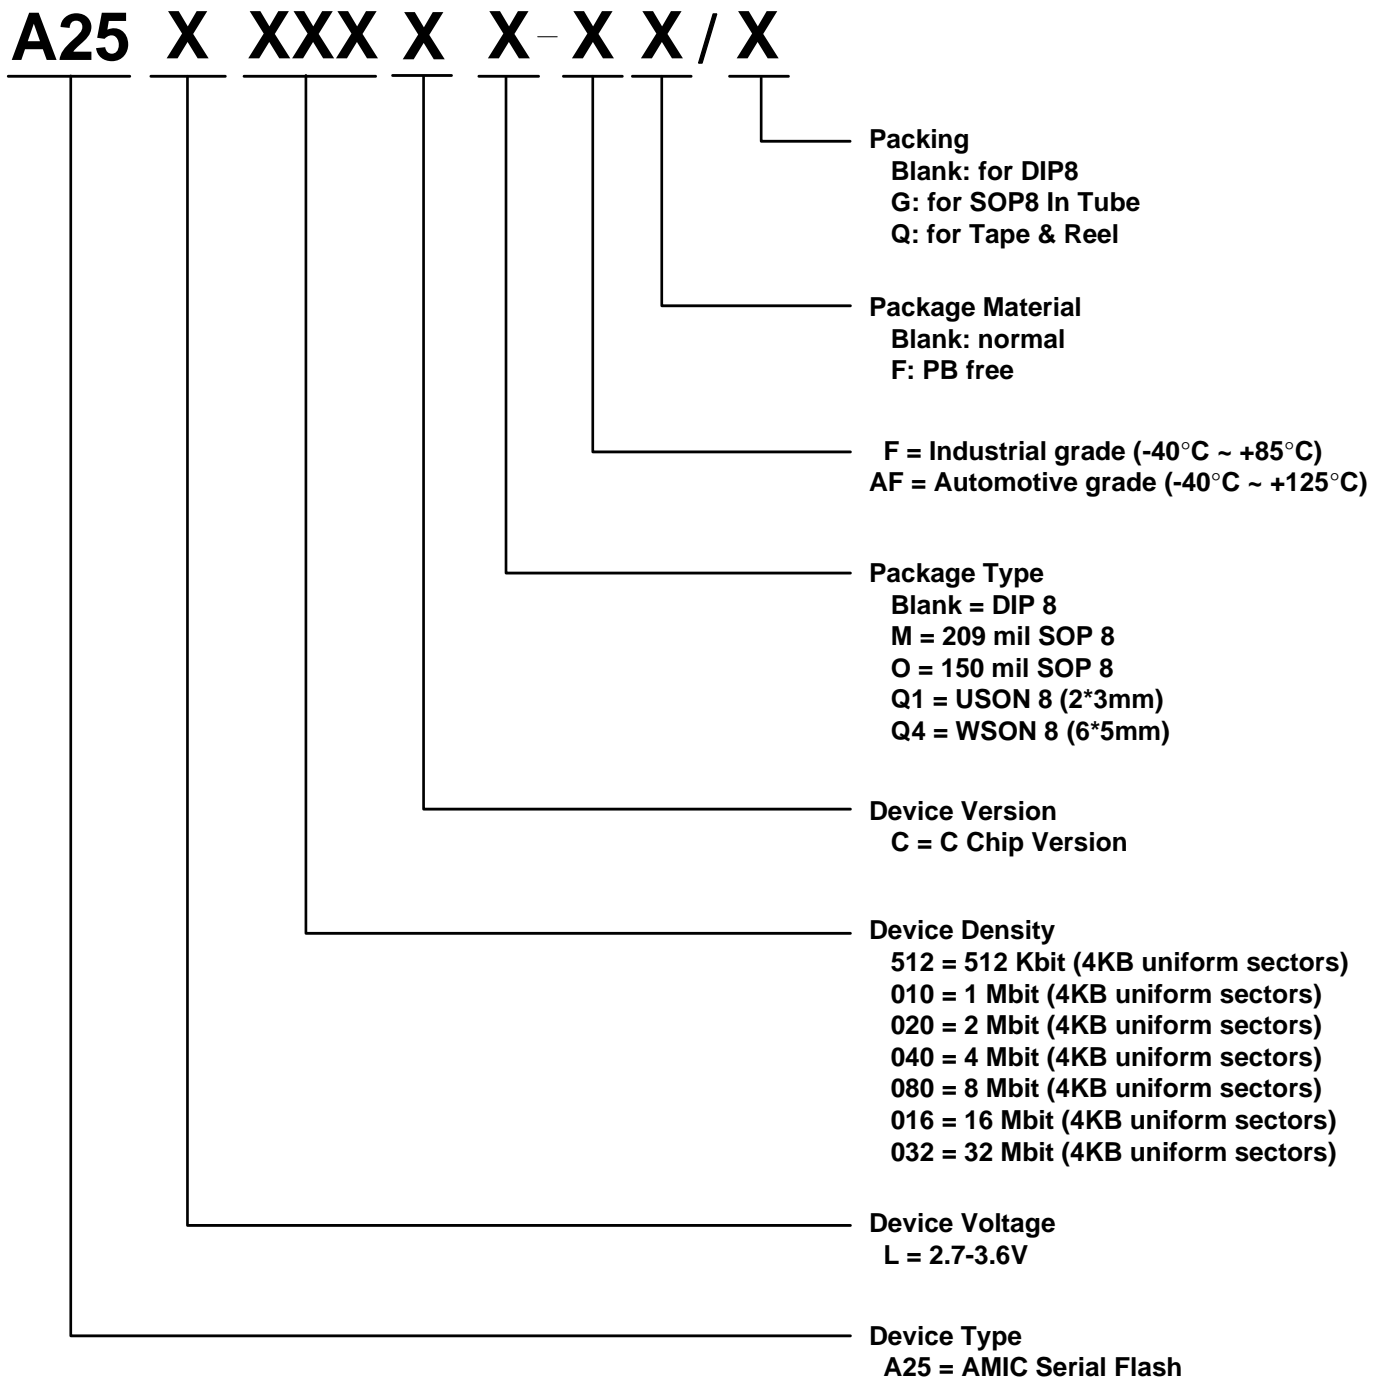 A25 X XXX X X-X X/X
Packing
Blank: for DIP8
G: for SOP8 In Tube
Q: for Tape & Reel
Package Material
Blank: normal
F: PB free
F = Industrial grade (-40°C ~ +85°C)
AF = Automotive grade (-40°C ~ +125°C)
Package Type
Blank = DIP 8
M = 209 mil SOP 8
O = 150 mil SOP 8
Q1 = USON 8 (2*3mm)
Q4 = WSON 8 (6*5mm)
Device Version
C = C Chip Version
Device Density
512 = 512 Kbit (4KB uniform sectors)
010 = 1 Mbit (4KB uniform sectors)
020 = 2 Mbit (4KB uniform sectors)
040 = 4 Mbit (4KB uniform sectors)
080 = 8 Mbit (4KB uniform sectors)
016 = 16 Mbit (4KB uniform sectors)
032 = 32 Mbit (4KB uniform sectors)
Device Voltage
L = 2.7-3.6V
Device Type
A25 = AMIC Serial Flash